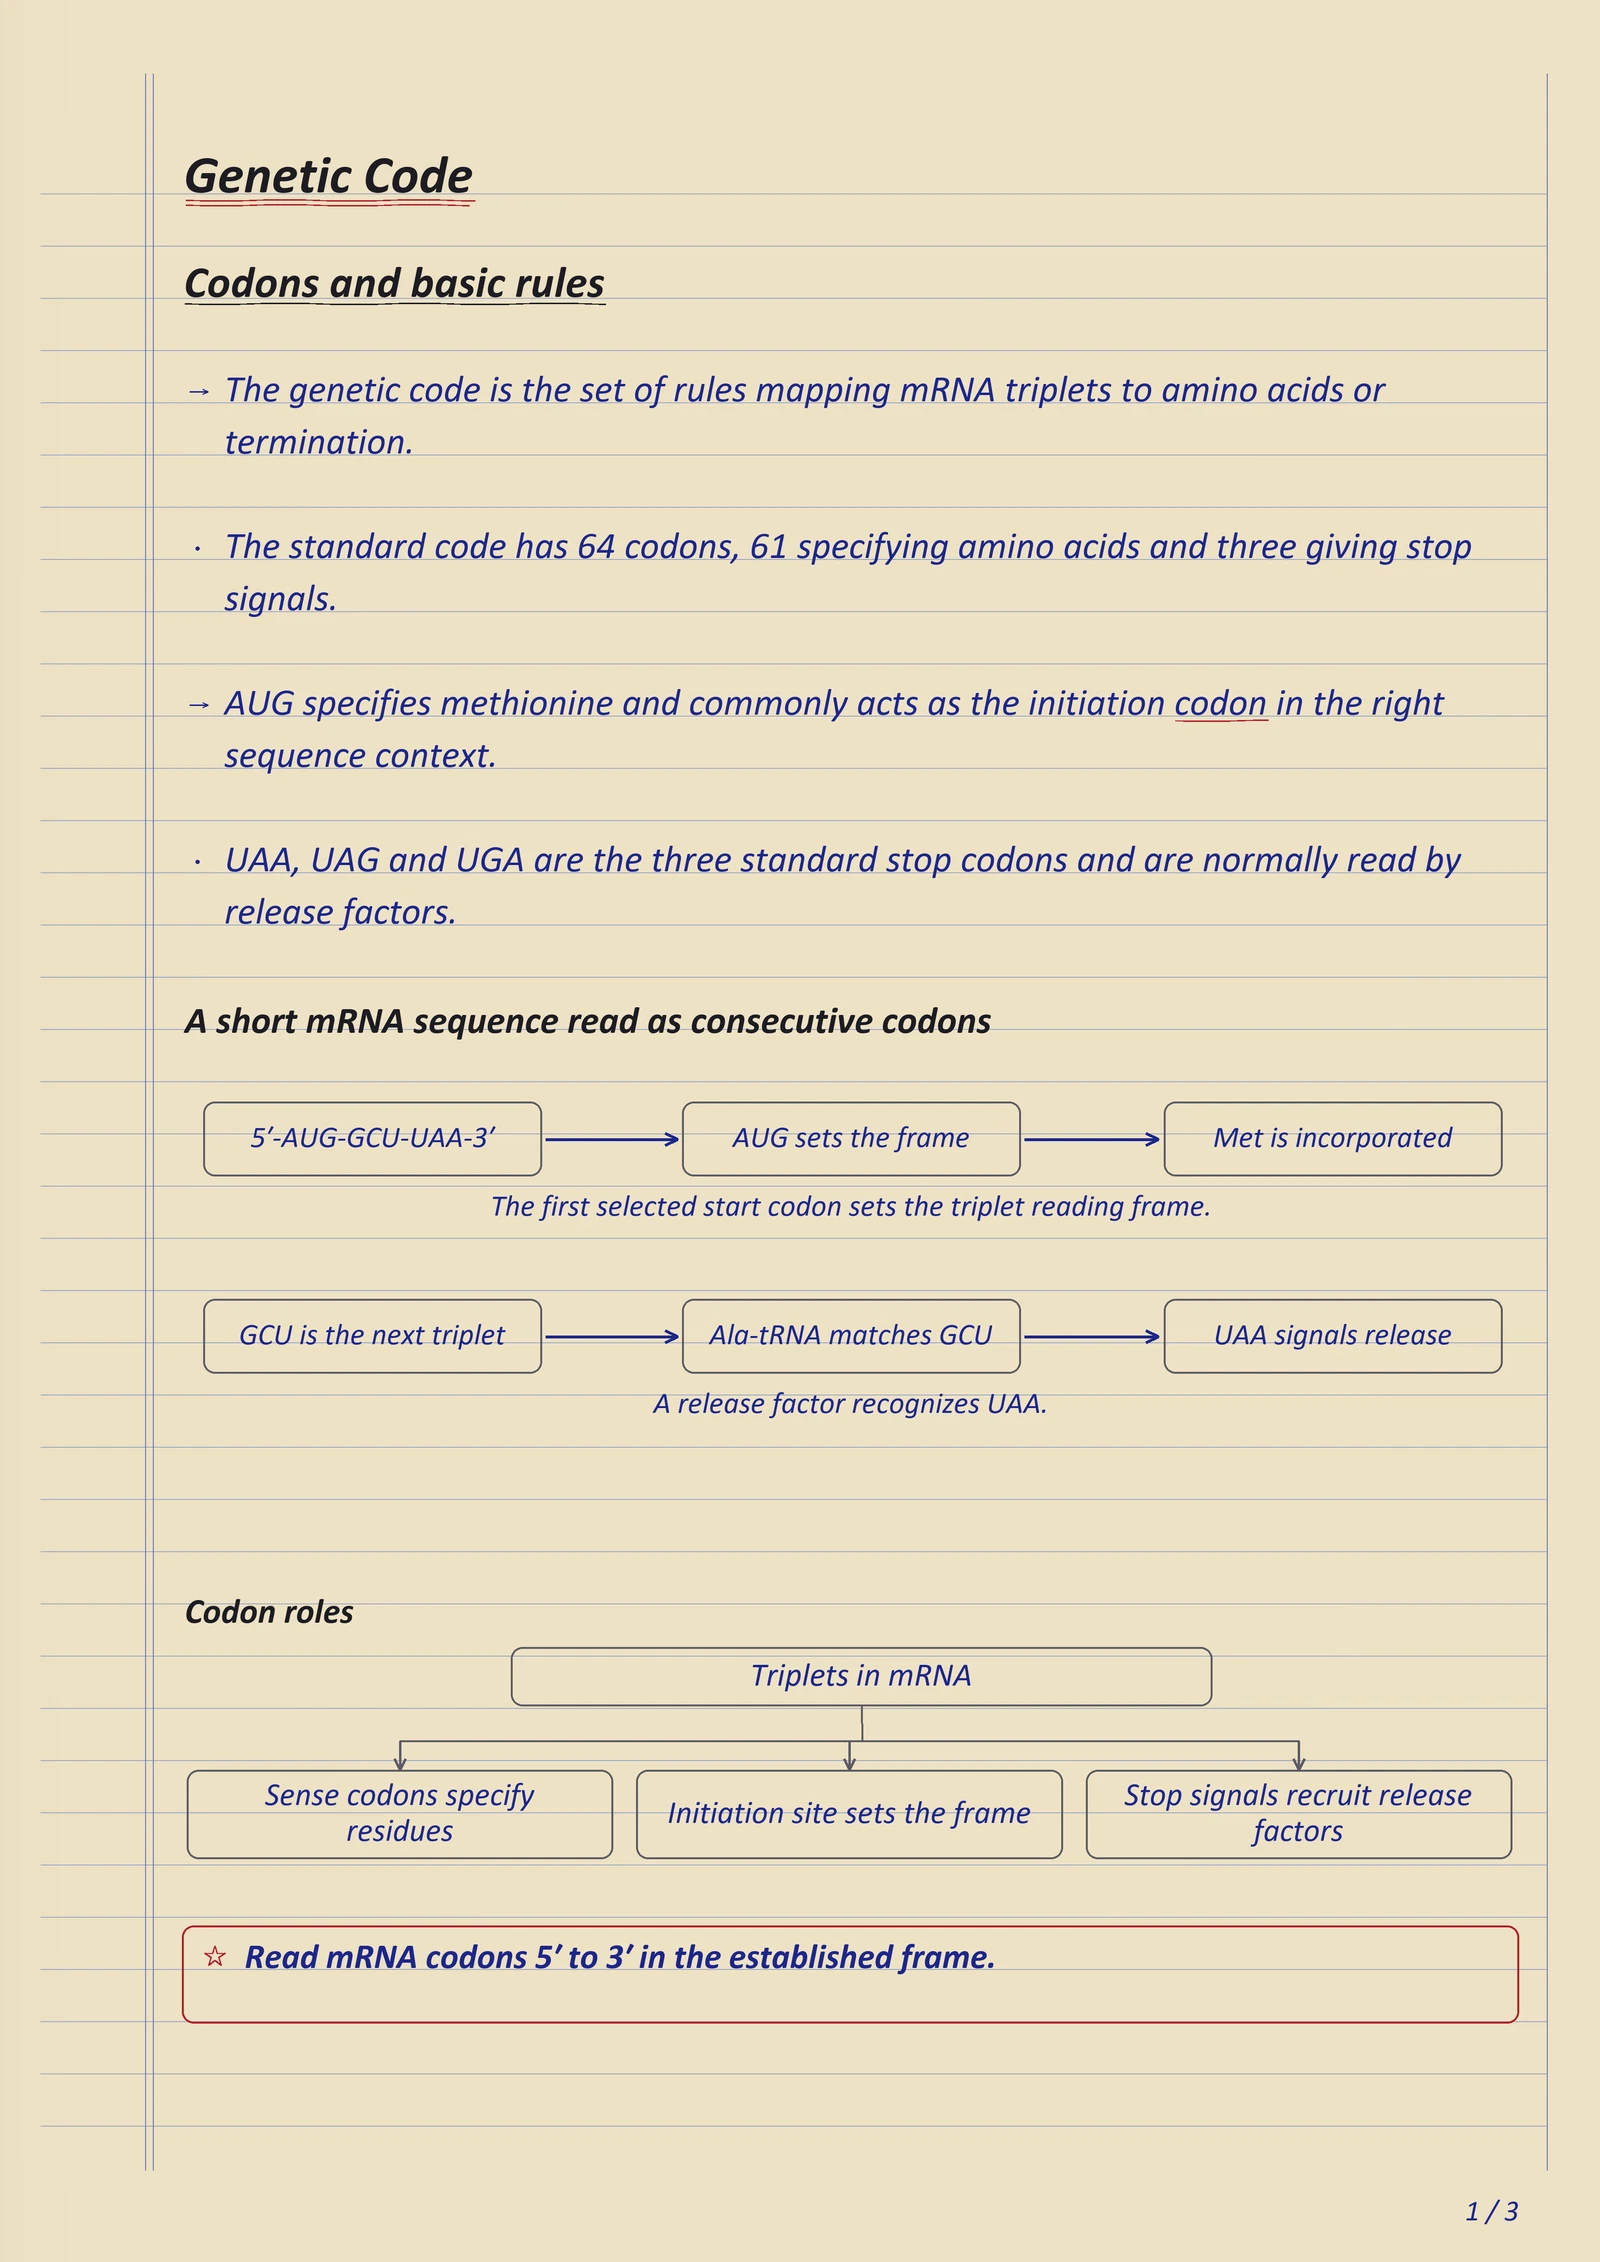 Genetic Code
Codons and basic rules
→ The genetic code is the set of rules mapping mRNA triplets to amino acids or
termination.
· The standard code has 64 codons, 61 specifying amino acids and three giving stop
signals.
→ AUG specifies methionine and commonly acts as the initiation codon in the right
sequence context.
· UAA, UAG and UGA are the three standard stop codons and are normally read by
release factors.
A short mRNA sequence read as consecutive codons
5′-AUG-GCU-UAA-3′
AUG sets the frame
Met is incorporated
The first selected start codon sets the triplet reading frame.
GCU is the next triplet
Ala-tRNA matches GCU
UAA signals release
A release factor recognizes UAA.
Codon roles
Triplets in mRNA
Sense codons specify
residues
Initiation site sets the frame
Stop signals recruit release
factors
☆ Read mRNA codons 5′ to 3′ in the established frame.
1 / 3